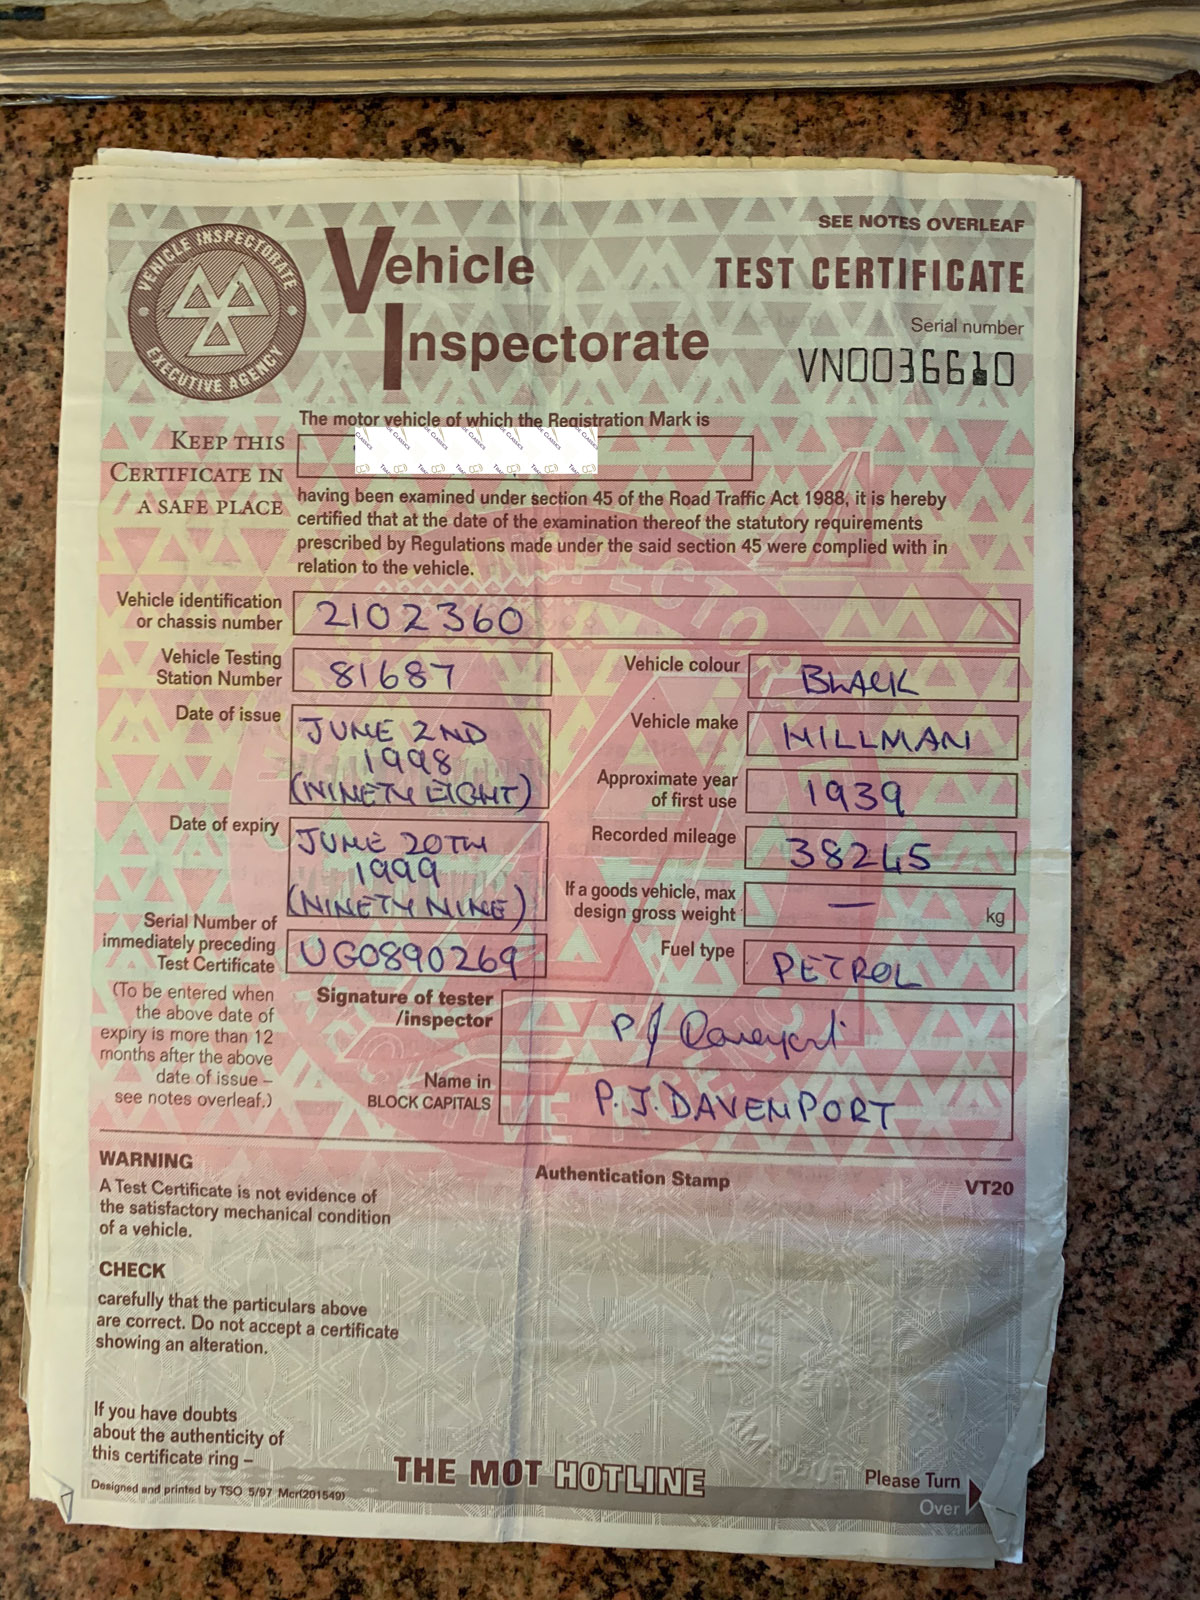 SEE NOTES OVERLEAF
VEHICLE INSPECTORATE
EXECUTIVE AGENCY
Vehicle
Inspectorate
TEST CERTIFICATE
Serial number
VN0036610
The motor vehicle of which the Registration Mark is
KEEP THIS
CERTIFICATE IN
A SAFE PLACE
having been examined under section 45 of the Road Traffic Act 1988, it is hereby
certified that at the date of the examination thereof the statutory requirements
prescribed by Regulations made under the said section 45 were complied with in
relation to the vehicle.
Vehicle identification
or chassis number
2102360
Vehicle Testing
Station Number
81687
Vehicle colour
BLACK
Date of issue
JUNE 2ND
1998
(NINETY EIGHT)
Vehicle make
HILLMAN
Approximate year
of first use
1939
Date of expiry
JUNE 20TH
1999
(NINETY NINE)
Recorded mileage
38245
If a goods vehicle, max
design gross weight
—
kg
Serial Number of
immediately preceding
Test Certificate
UG0890269
Fuel type
PETROL
(To be entered when
the above date of
expiry is more than 12
months after the above
date of issue –
see notes overleaf.)
Signature of tester
/inspector
P J Davenport
Name in
BLOCK CAPITALS
P. J. DAVENPORT
WARNING
A Test Certificate is not evidence of
the satisfactory mechanical condition
of a vehicle.
Authentication Stamp
VT20
CHECK
carefully that the particulars above
are correct. Do not accept a certificate
showing an alteration.
If you have doubts
about the authenticity of
this certificate ring –
THE MOT HOTLINE
Designed and printed by TSO 5/97 Mcr(201549)
Please Turn
Over